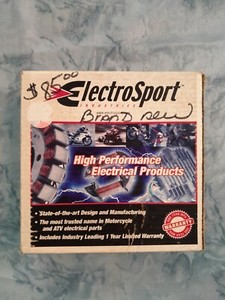 $85.00
ElectroSport
INDUSTRIES
BranD new
High Performance
Electrical Products
• State-of-the-art Design and Manufacturing
• The most trusted name in Motorcycle
and ATV electrical parts
• Includes Industry Leading 1 Year Limited Warranty